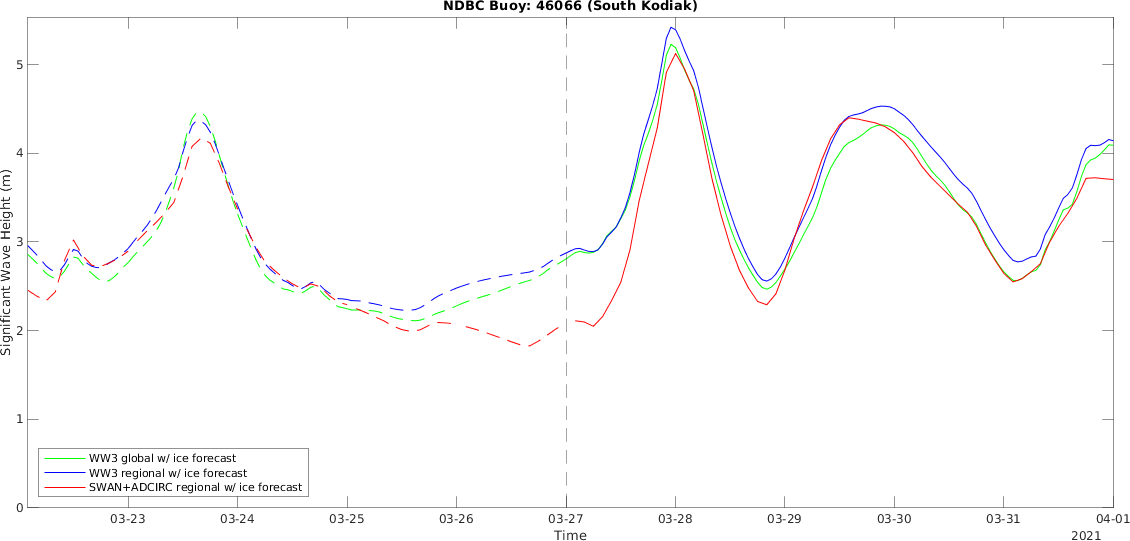 NDBC Buoy: 46066 (South Kodiak)
Significant Wave Height (m)
5
4
3
2
1
0
WW3 global w/ ice forecast
WW3 regional w/ ice forecast
SWAN+ADCIRC regional w/ ice forecast
03-23 03-24 03-25 03-26 03-27 03-28 03-29 03-30 03-31 04-01
Time
2021